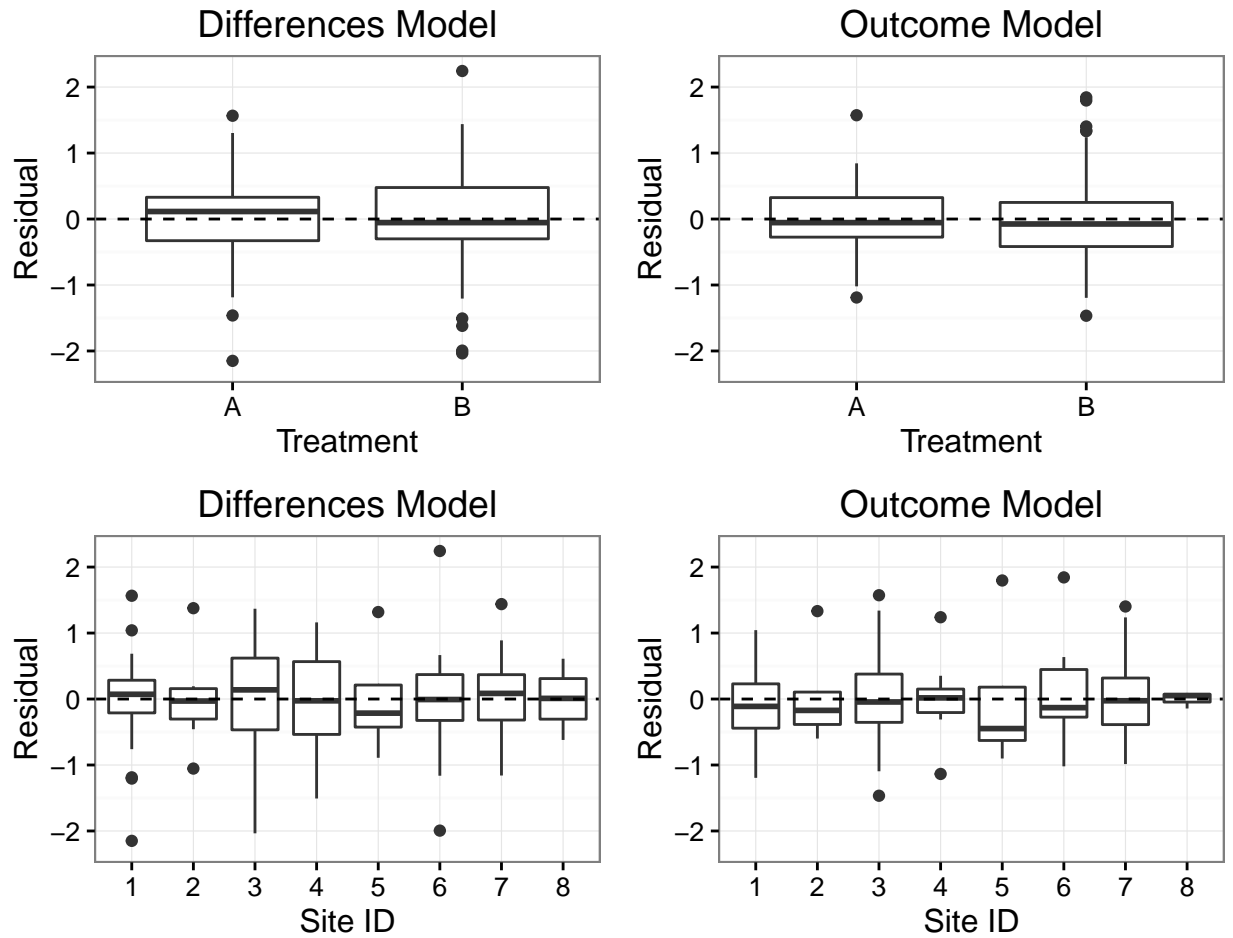 Differences Model
Outcome Model
Residual
2
1
0
−1
−2
A
B
Treatment
Residual
2
1
0
−1
−2
A
B
Treatment
Differences Model
Outcome Model
Residual
2
1
0
−1
−2
1 2 3 4 5 6 7 8
Site ID
Residual
2
1
0
−1
−2
1 2 3 4 5 6 7 8
Site ID